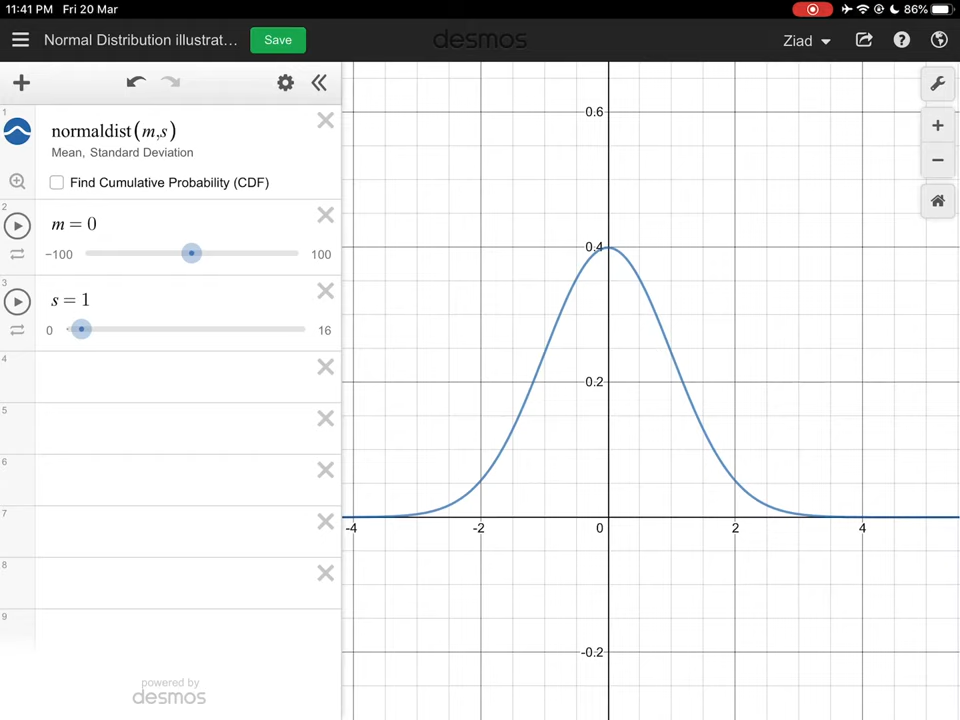 11:41 PM Fri 20 Mar 86%
Normal Distribution illustrat... Save desmos Ziad
1
normaldist(m,s)
Mean, Standard Deviation
Find Cumulative Probability (CDF)
2
m = 0
−100 100
3
s = 1
0 16
4
5
6
7
8
9
powered by
desmos
0.6
0.4
0.2
-4 -2 0 2 4
-0.2